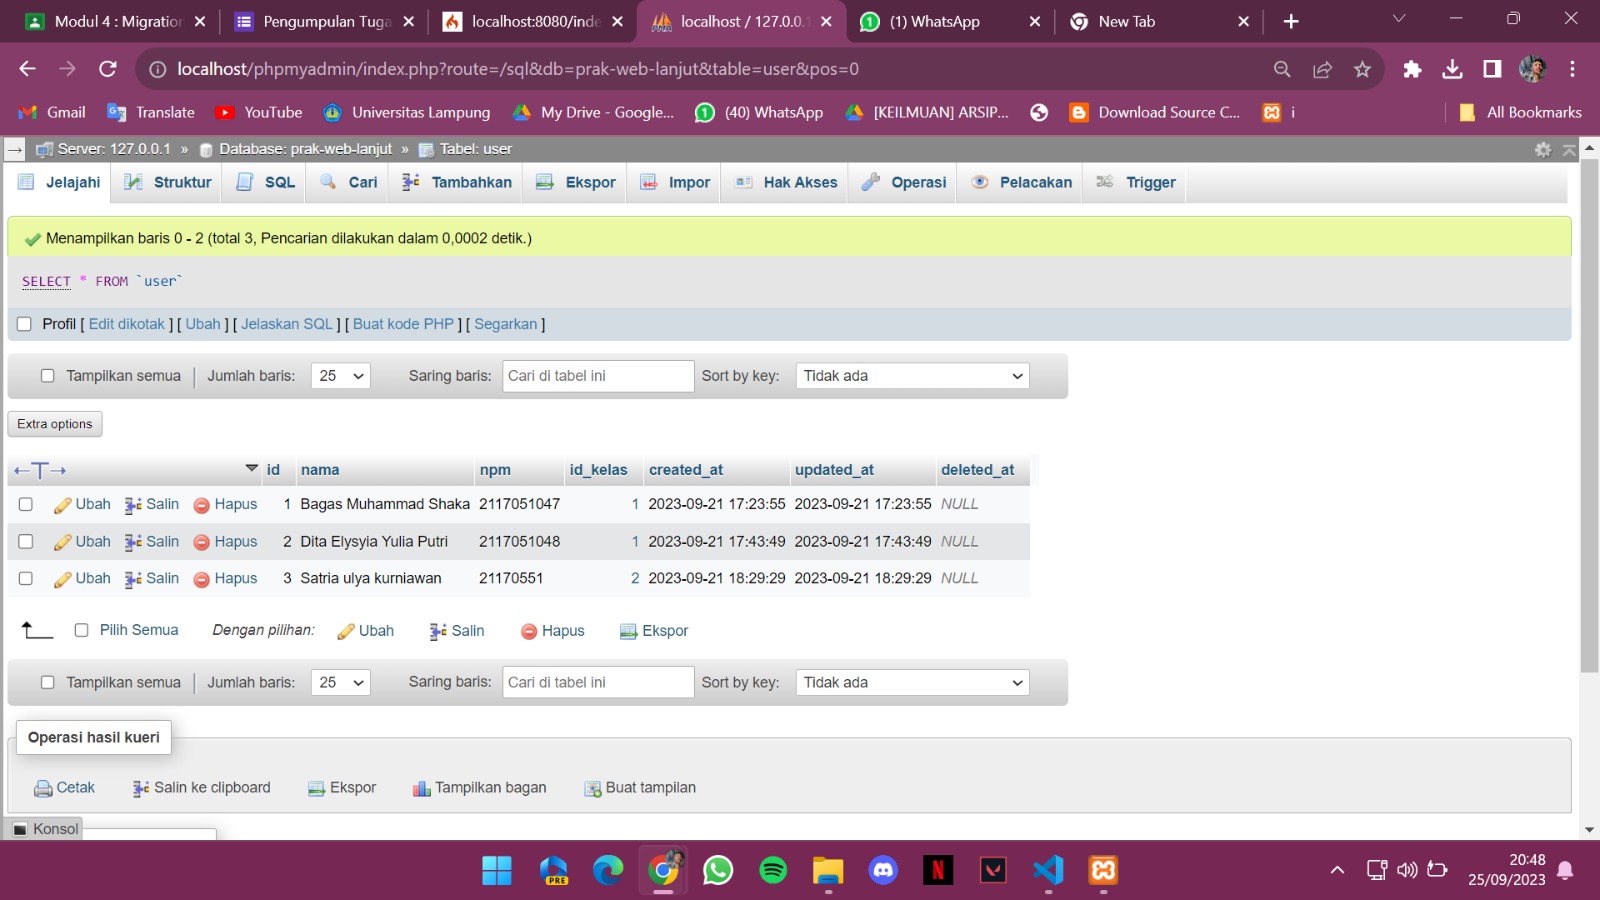 Modul 4 : Migration
Pengumpulan Tuga
localhost:8080/inde
localhost / 127.0.0.1
(1) WhatsApp
New Tab
localhost/phpmyadmin/index.php?route=/sql&db=prak-web-lanjut&table=user&pos=0
Gmail
Translate
YouTube
Universitas Lampung
My Drive - Google...
(40) WhatsApp
[KEILMUAN] ARSIP...
Download Source C...
i
All Bookmarks
Server: 127.0.0.1 » Database: prak-web-lanjut » Tabel: user
Jelajahi
Struktur
SQL
Cari
Tambahkan
Ekspor
Impor
Hak Akses
Operasi
Pelacakan
Trigger
Menampilkan baris 0 - 2 (total 3, Pencarian dilakukan dalam 0,0002 detik.)
SELECT * FROM `user`
Profil [ Edit dikotak ] [ Ubah ] [ Jelaskan SQL ] [ Buat kode PHP ] [ Segarkan ]
Tampilkan semua | Jumlah baris: 25 Saring baris: Cari di tabel ini Sort by key: Tidak ada
Extra options
←T→ id nama npm id_kelas created_at updated_at deleted_at
Ubah Salin Hapus 1 Bagas Muhammad Shaka 2117051047 1 2023-09-21 17:23:55 2023-09-21 17:23:55 NULL
Ubah Salin Hapus 2 Dita Elysyia Yulia Putri 2117051048 1 2023-09-21 17:43:49 2023-09-21 17:43:49 NULL
Ubah Salin Hapus 3 Satria ulya kurniawan 21170551 2 2023-09-21 18:29:29 2023-09-21 18:29:29 NULL
Pilih Semua Dengan pilihan: Ubah Salin Hapus Ekspor
Tampilkan semua | Jumlah baris: 25 Saring baris: Cari di tabel ini Sort by key: Tidak ada
Operasi hasil kueri
Cetak Salin ke clipboard Ekspor Tampilkan bagan Buat tampilan
Konsol
PRE
N
20:48
25/09/2023